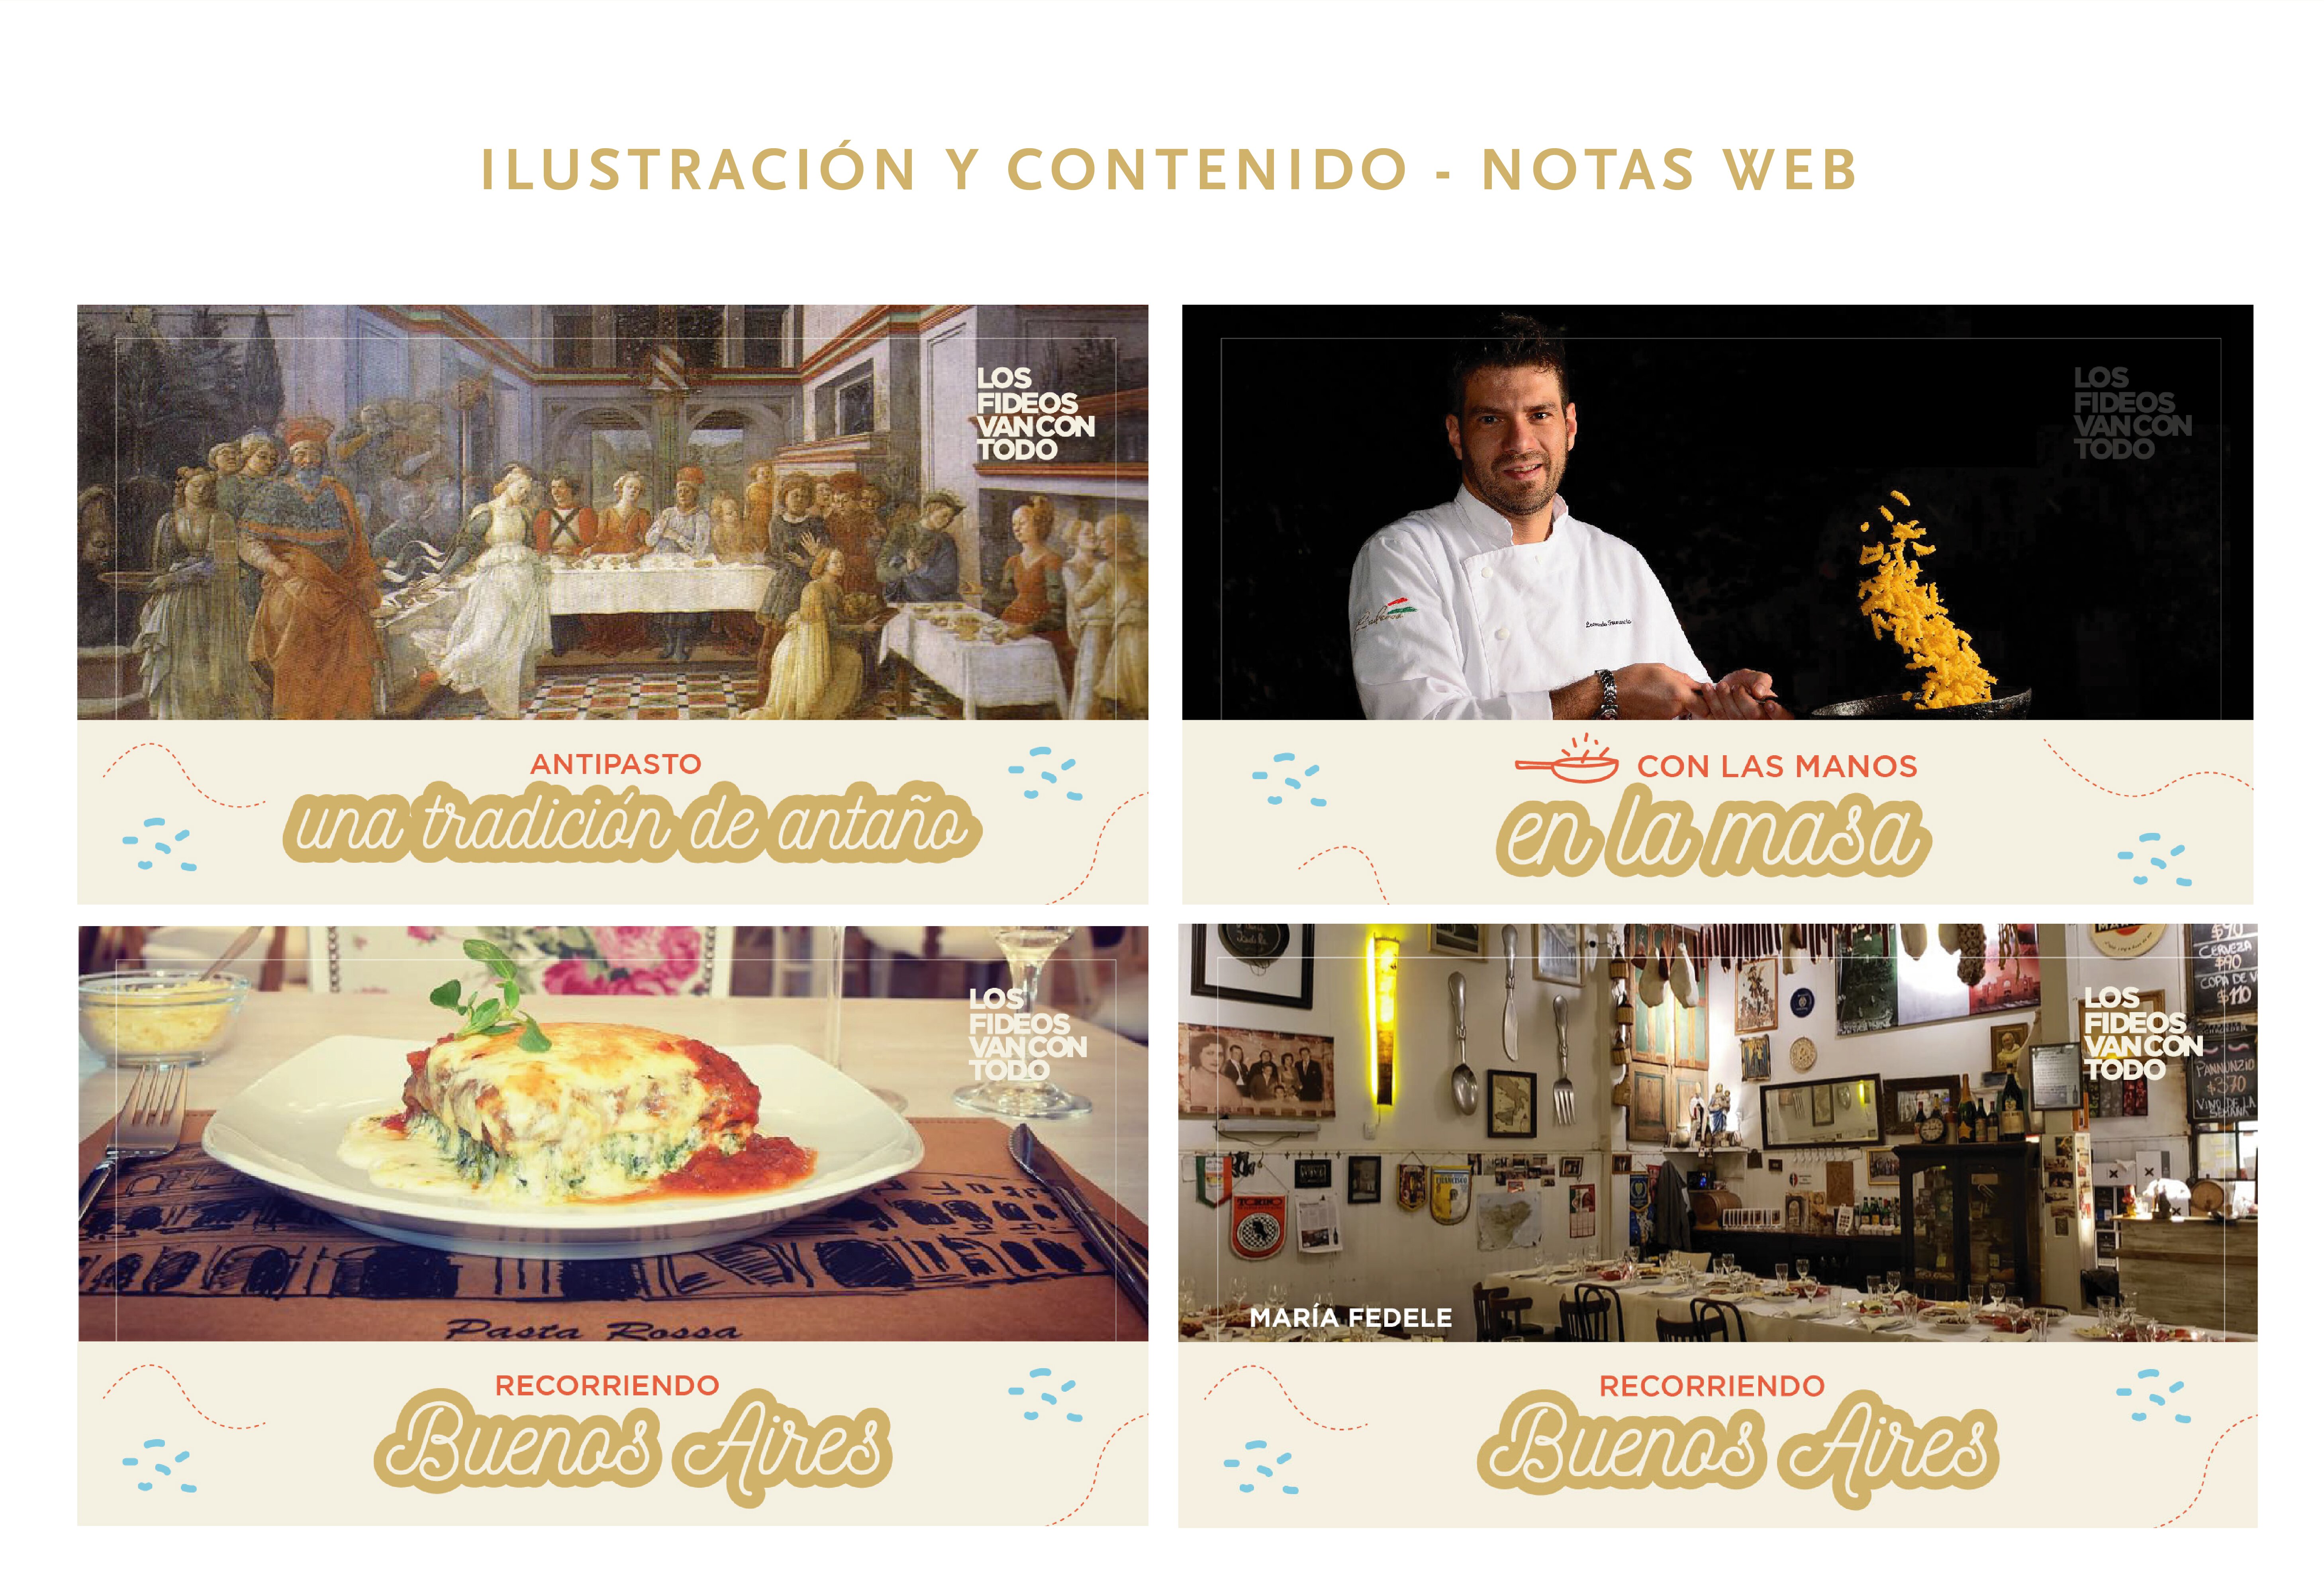 ILUSTRACIÓN Y CONTENIDO - NOTAS WEB
LOS
FIDEOS
VAN CON
TODO
ANTIPASTO
una tradición de antaño
LOS
FIDEOS
VAN CON
TODO
CON LAS MANOS
en la masa
LOS
FIDEOS
VAN CON
TODO
Pasta Rossa
RECORRIENDO
Buenos Aires
$70
CERVEZA
$90
COPA DE V
$110
LOS
FIDEOS
VAN CON
TODO
PANNUNZIO
$370
VINO DE LA
SEMANA
MARÍA FEDELE
RECORRIENDO
Buenos Aires